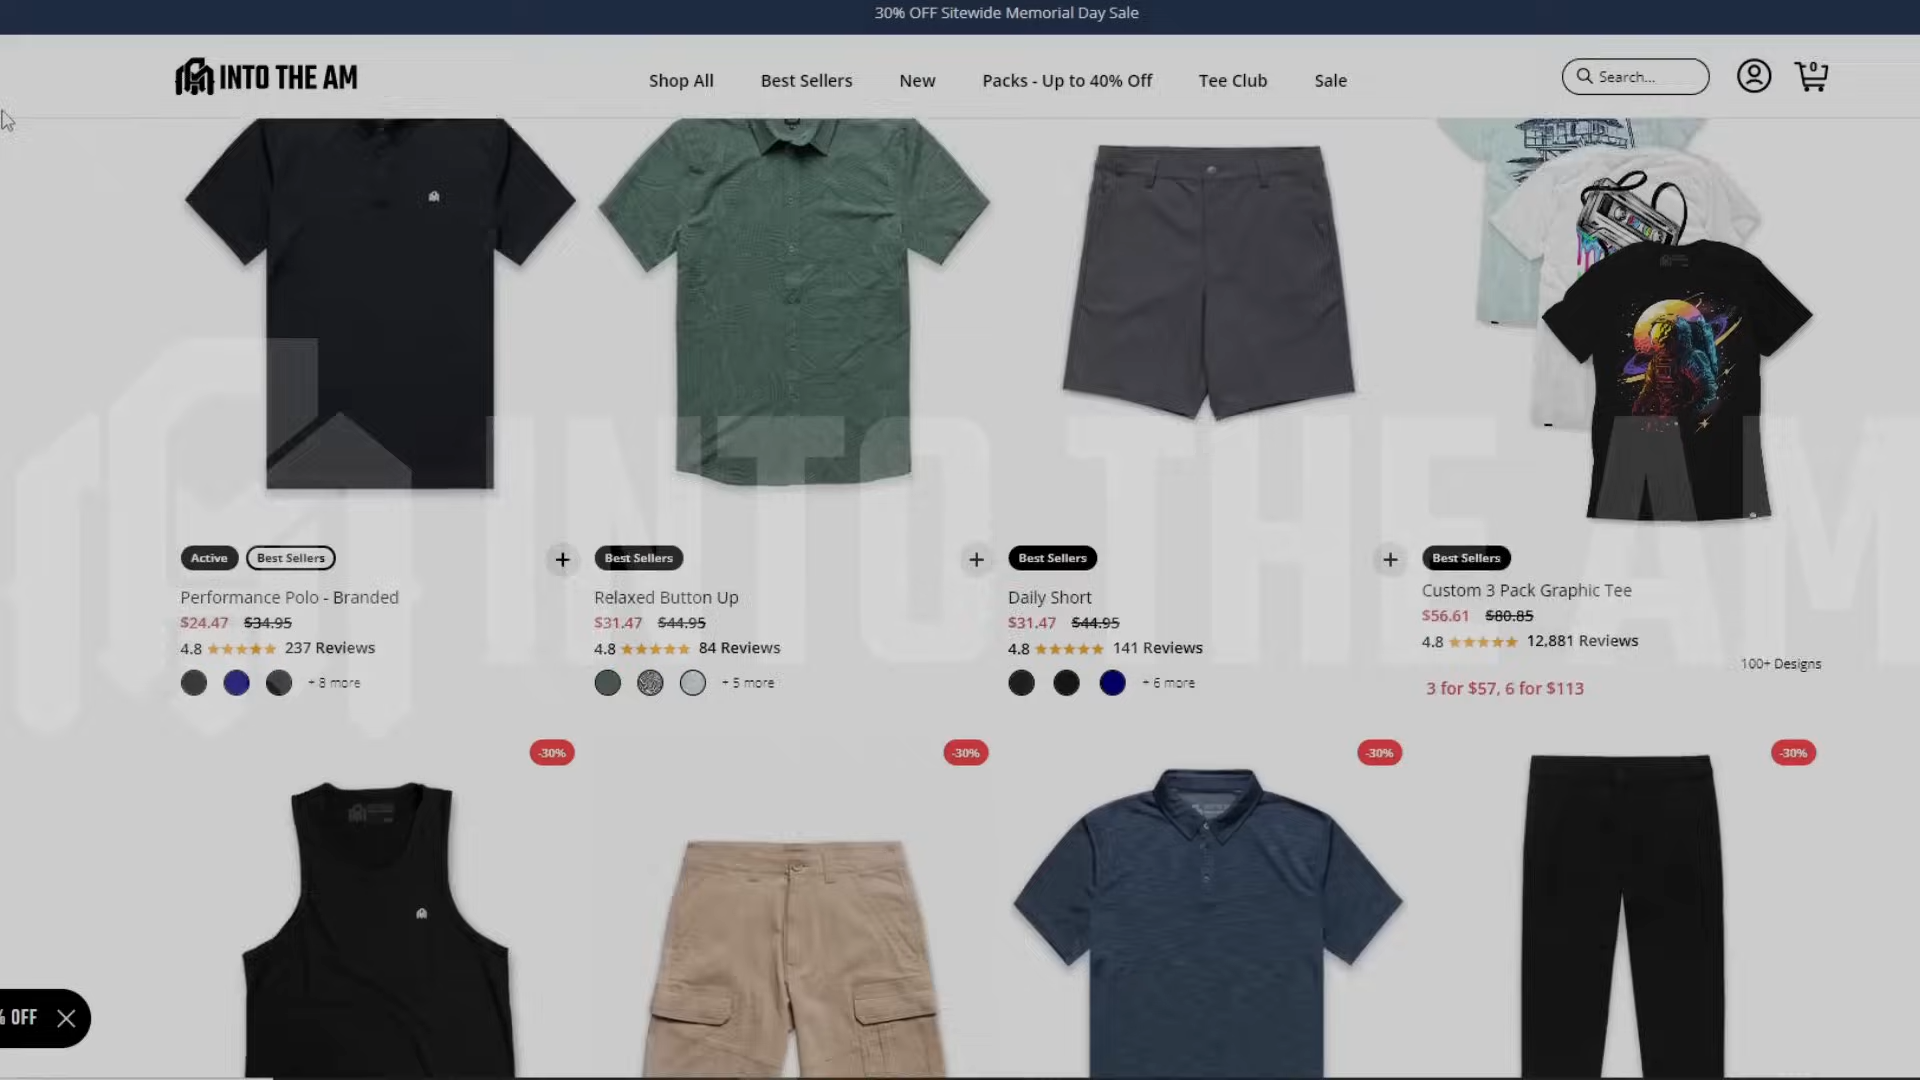 30% OFF Sitewide Memorial Day Sale
INTO THE AM
Shop All
Best Sellers
New
Packs - Up to 40% Off
Tee Club
Sale
Search...
0
INTO THE AM
Active
Best Sellers
+
Performance Polo - Branded
$24.47 $34.95
4.8 237 Reviews
+ 8 more
Best Sellers
+
Relaxed Button Up
$31.47 $44.95
4.8 84 Reviews
+ 5 more
Best Sellers
+
Daily Short
$31.47 $44.95
4.8 141 Reviews
+ 6 more
Best Sellers
Custom 3 Pack Graphic Tee
$56.61 $80.85
4.8 12,881 Reviews
100+ Designs
3 for $57, 6 for $113
-30%
-30%
-30%
-30%
% OFF